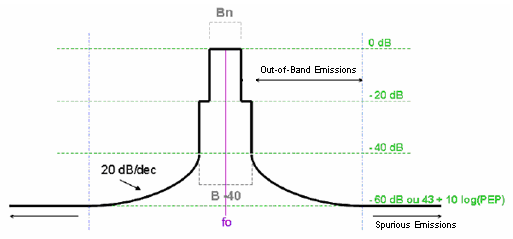 Bn
0 dB
Out-of-Band Emissions
-20 dB
-40 dB
20 dB/dec
B -40
-60 dB ou 43 + 10 log(PEP)
fo
Spurious Emissions